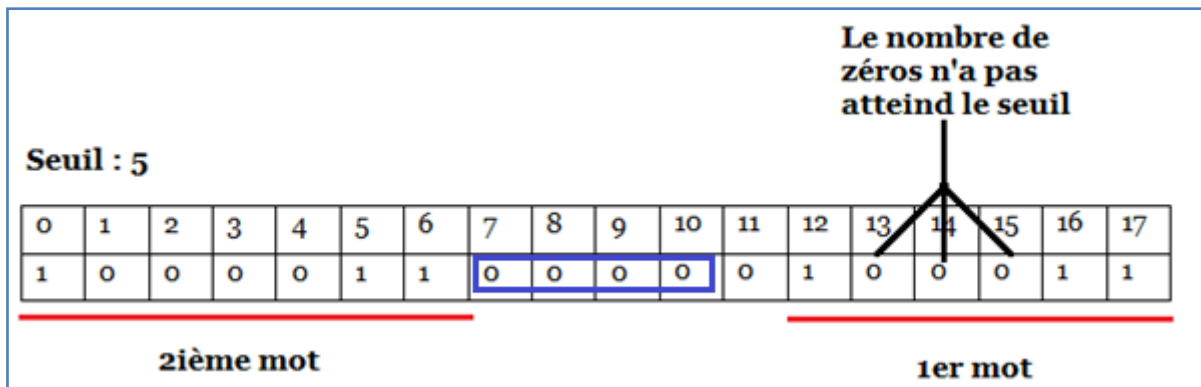 Le nombre de
zéros n'a pas
atteind le seuil
Seuil : 5
0 1 2 3 4 5 6 7 8 9 10 11 12 13 14 15 16 17
1 0 0 0 0 1 1 0 0 0 0 0 1 0 0 0 1 1
2ième mot
1er mot